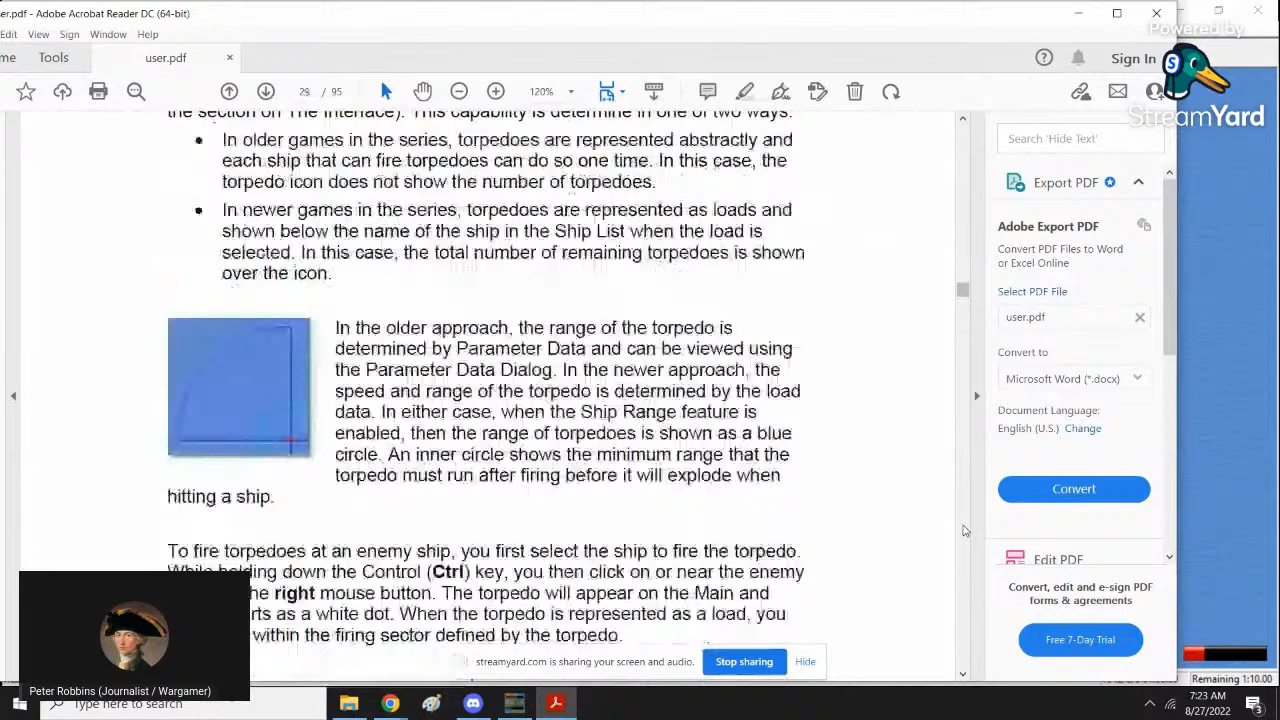 ser.pdf - Adobe Acrobat Reader DC (64-bit)
Edit View Sign Window Help
Powered by
me Tools user.pdf Sign In
StreamYard
29 / 95 120%
the section on The Interface). This capability is determine in one of two ways.
• In older games in the series, torpedoes are represented abstractly and
each ship that can fire torpedoes can do so one time. In this case, the
torpedo icon does not show the number of torpedoes.
• In newer games in the series, torpedoes are represented as loads and
shown below the name of the ship in the Ship List when the load is
selected. In this case, the total number of remaining torpedoes is shown
over the icon.
In the older approach, the range of the torpedo is
determined by Parameter Data and can be viewed using
the Parameter Data Dialog. In the newer approach, the
speed and range of the torpedo is determined by the load
data. In either case, when the Ship Range feature is
enabled, then the range of torpedoes is shown as a blue
circle. An inner circle shows the minimum range that the
torpedo must run after firing before it will explode when
hitting a ship.
To fire torpedoes at an enemy ship, you first select the ship to fire the torpedo.
While holding down the Control (Ctrl) key, you then click on or near the enemy
he right mouse button. The torpedo will appear on the Main and
rts as a white dot. When the torpedo is represented as a load, you
within the firing sector defined by the torpedo.
Search 'Hide Text'
Export PDF
Adobe Export PDF
Convert PDF Files to Word
or Excel Online
Select PDF File
user.pdf
Convert to
Microsoft Word (*.docx)
Document Language:
English (U.S.) Change
Convert
Edit PDF
Convert, edit and e-sign PDF
forms & agreements
Free 7-Day Trial
streamyard.com is sharing your screen and audio. Stop sharing Hide
Peter Robbins (Journalist / Wargamer)
Type here to search
Remaining 1:10.00
7:23 AM
8/27/2022
3